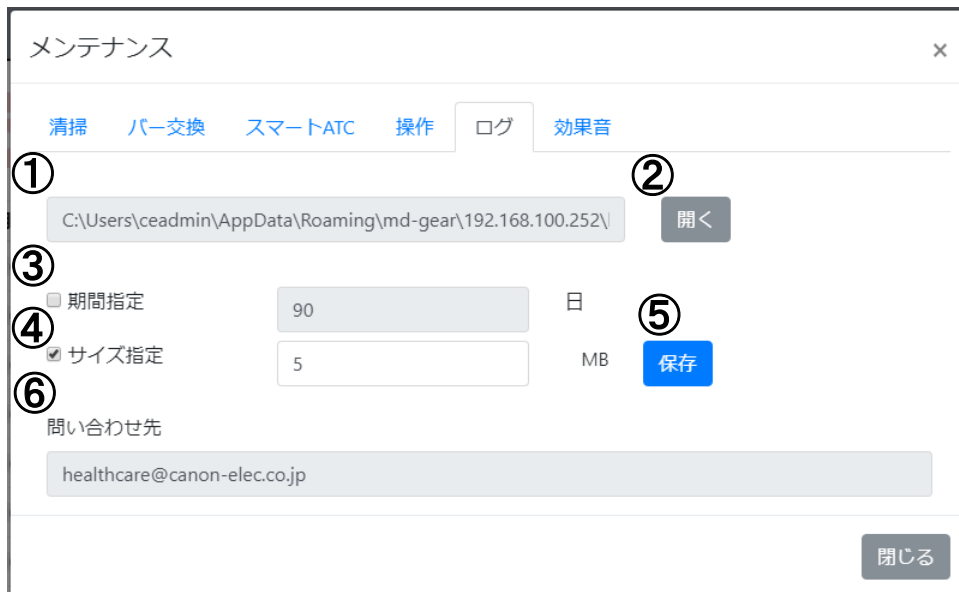 メンテナンス ×
清掃 バー交換 スマートATC 操作 ログ 効果音
① ②
C:\Users\ceadmin\AppData\Roaming\md-gear\192.168.100.252\ 開く
③
期間指定 90 日
④ ⑤
サイズ指定 5 MB 保存
⑥
問い合わせ先
healthcare@canon-elec.co.jp
閉じる